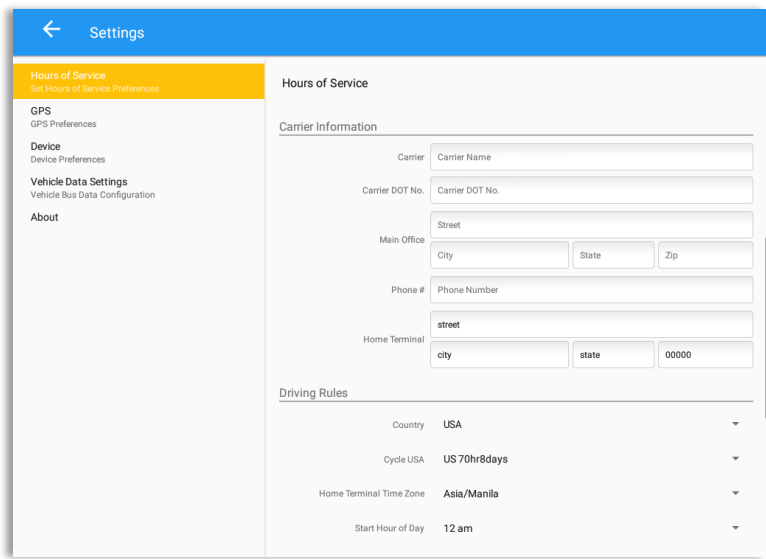 Settings
Hours of Service
Set Hours of Service Preferences
GPS
GPS Preferences
Device
Device Preferences
Vehicle Data Settings
Vehicle Bus Data Configuration
About
Hours of Service
Carrier Information
Carrier Carrier Name
Carrier DOT No. Carrier DOT No.
Main Office Street
City State Zip
Phone # Phone Number
Home Terminal street
city state 00000
Driving Rules
Country USA
Cycle USA US 70hr8days
Home Terminal Time Zone Asia/Manila
Start Hour of Day 12 am